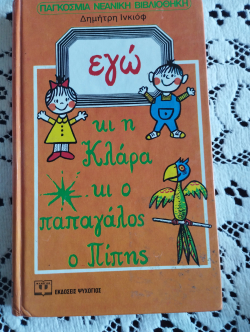 ΠΑΓΚΟΣΜΙΑ ΝΕΑΝΙΚΗ ΒΙΒΛΙΟΘΗΚΗ
Δημήτρη Ινκιόφ
εγώ
κι η
Κλάρα
κι ο
παπαγάλος
ο Πίπης
ΕΚΔΟΣΕΙΣ ΨΥΧΟΓΙΟΣ